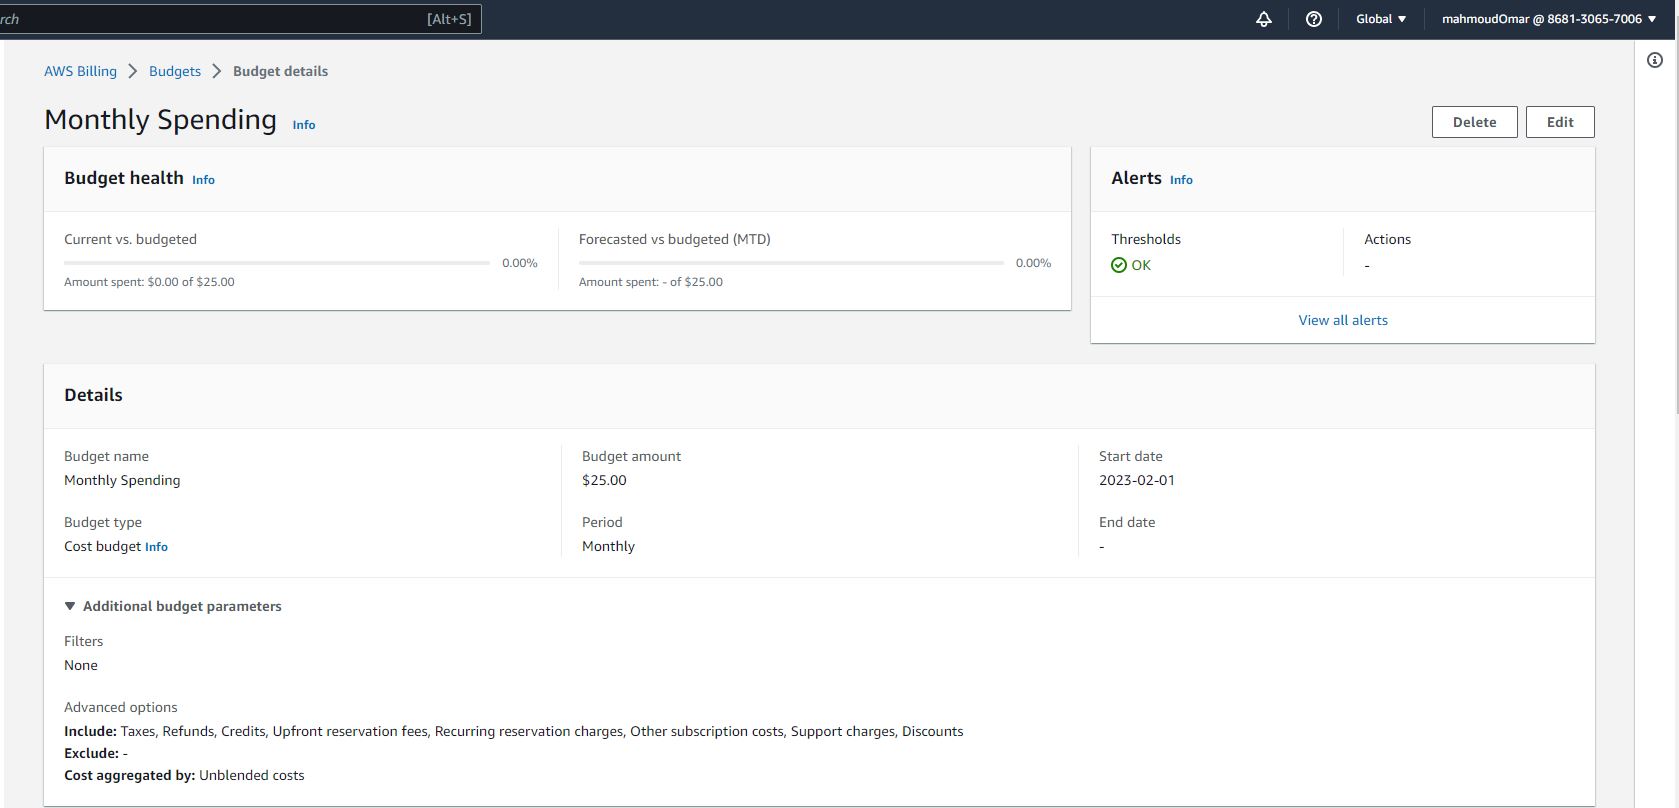 rch [Alt+S] Global mahmoudOmar @ 8681-3065-7006
AWS Billing Budgets Budget details
Monthly Spending Info Delete Edit
Budget health Info
Current vs. budgeted
0.00%
Amount spent: $0.00 of $25.00
Forecasted vs budgeted (MTD)
0.00%
Amount spent: - of $25.00
Alerts Info
Thresholds
OK
Actions
-
View all alerts
Details
Budget name
Monthly Spending
Budget type
Cost budget Info
Budget amount
$25.00
Period
Monthly
Start date
2023-02-01
End date
-
Additional budget parameters
Filters
None
Advanced options
Include: Taxes, Refunds, Credits, Upfront reservation fees, Recurring reservation charges, Other subscription costs, Support charges, Discounts
Exclude: -
Cost aggregated by: Unblended costs